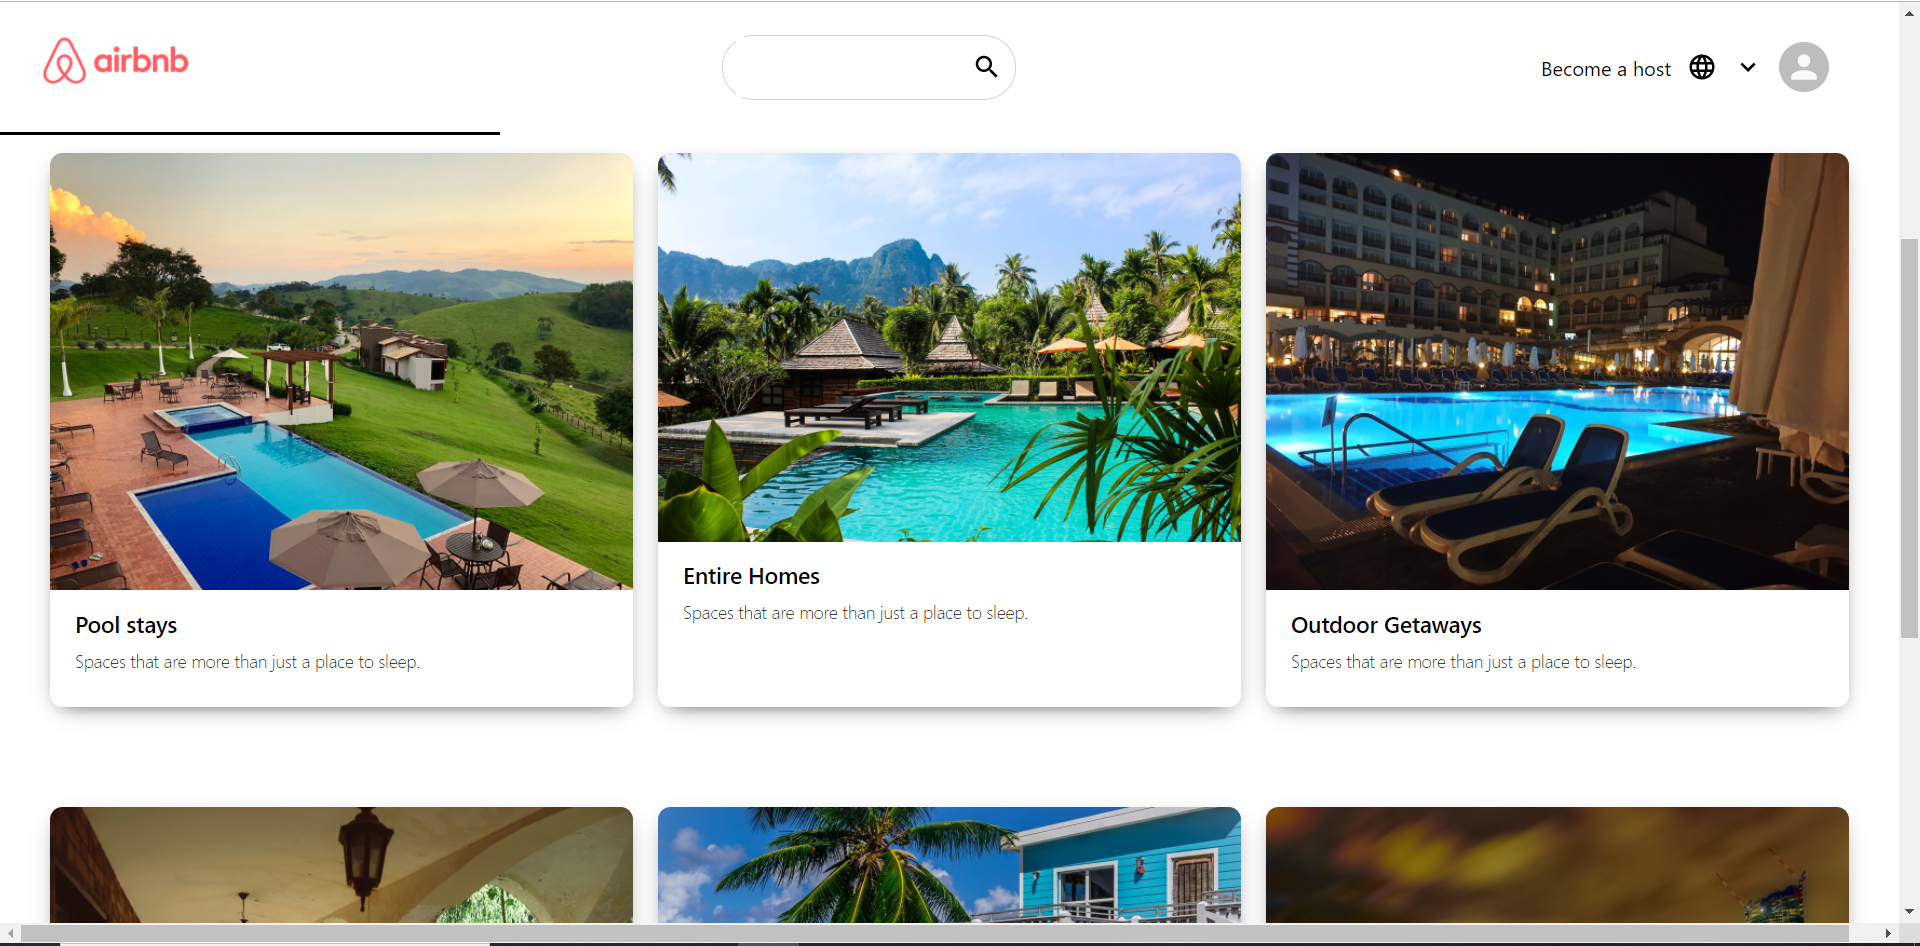 airbnb
Become a host
Pool stays
Spaces that are more than just a place to sleep.
Entire Homes
Spaces that are more than just a place to sleep.
Outdoor Getaways
Spaces that are more than just a place to sleep.